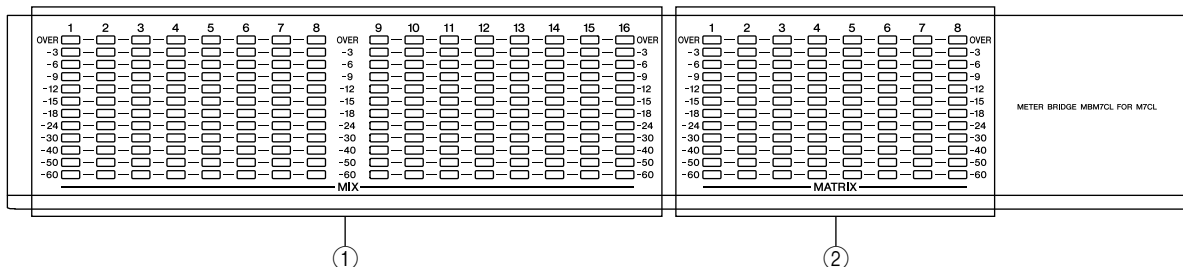 1 2 3 4 5 6 7 8 9 10 11 12 13 14 15 16 1 2 3 4 5 6 7 8
OVER OVER OVER OVER OVER
-3 -3 -3 -3 -3
-6 -6 -6 -6 -6
-9 -9 -9 -9 -9
-12 -12 -12 -12 -12
-15 -15 -15 -15 -15
-18 -18 -18 -18 -18
-24 -24 -24 -24 -24
-30 -30 -30 -30 -30
-40 -40 -40 -40 -40
-50 -50 -50 -50 -50
-60 -60 -60 -60 -60
MIX MATRIX
METER BRIDGE MBM7CL FOR M7CL
① ②